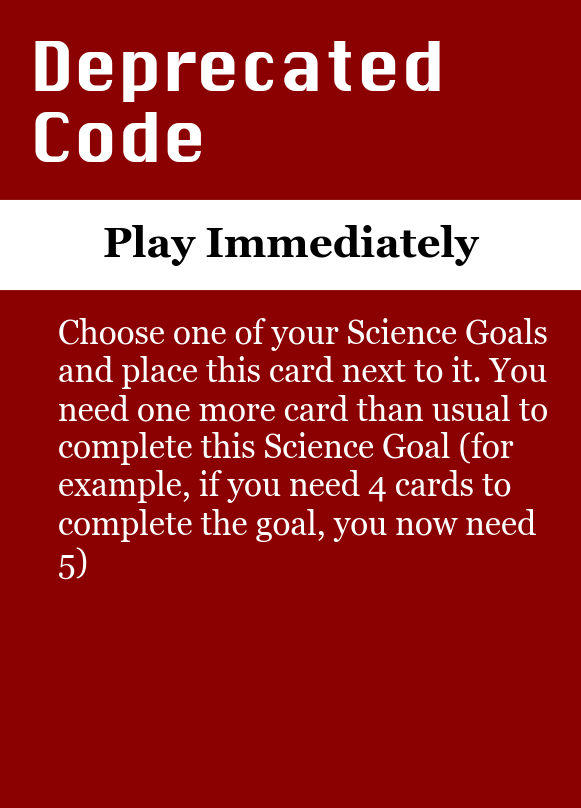 Deprecated
Code
Play Immediately
Choose one of your Science Goals
and place this card next to it. You
need one more card than usual to
complete this Science Goal (for
example, if you need 4 cards to
complete the goal, you now need
5)